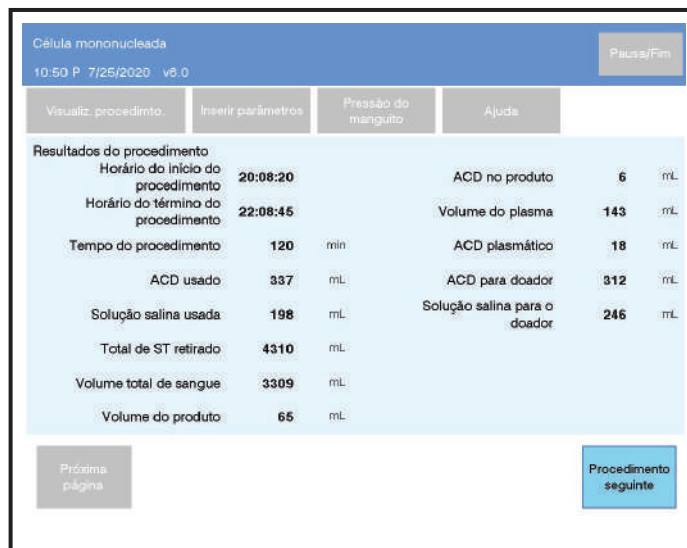 Célula mononucleada
Pausa/Fim
10:50 P 7/25/2020 v6.0
Visualiz. procedimto.
Inserir parâmetros
Pressão do
manguito
Ajuda
Resultados do procedimento
Horário do início do
procedimento
20:08:20
Horário do término do
procedimento
22:08:45
Tempo do procedimento 120 min
ACD usado 337 mL
Solução salina usada 198 mL
Total de ST retirado 4310
Volume total de sangue 3309 mL
Volume do produto 65 mL
ACD no produto 6 mL
Volume do plasma 143 mL
ACD plasmático 18 mL
ACD para doador 312 mL
Solução salina para o
doador
246 mL
Próxima
página
Procedimento
seguinte